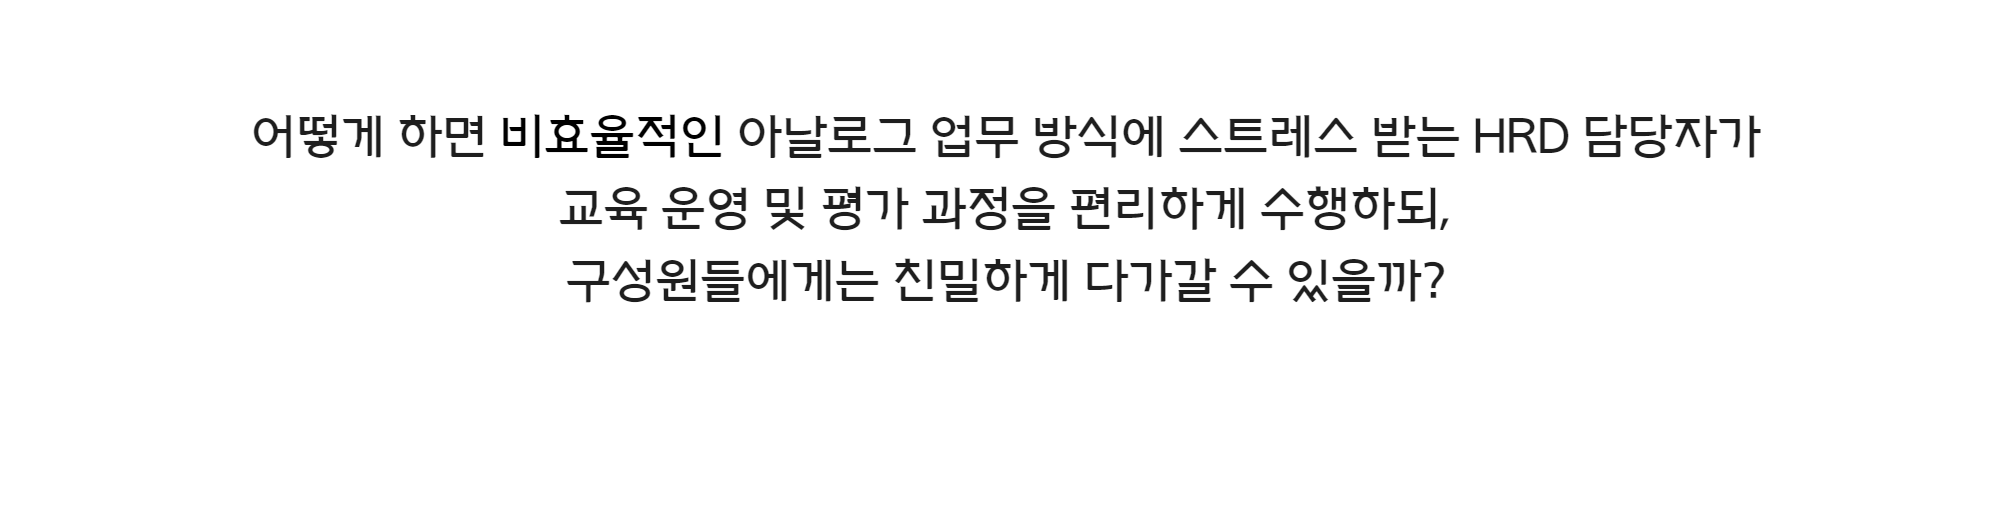 어떻게 하면 비효율적인 아날로그 업무 방식에 스트레스 받는 HRD 담당자가
교육 운영 및 평가 과정을 편리하게 수행하되,
구성원들에게는 친밀하게 다가갈 수 있을까?